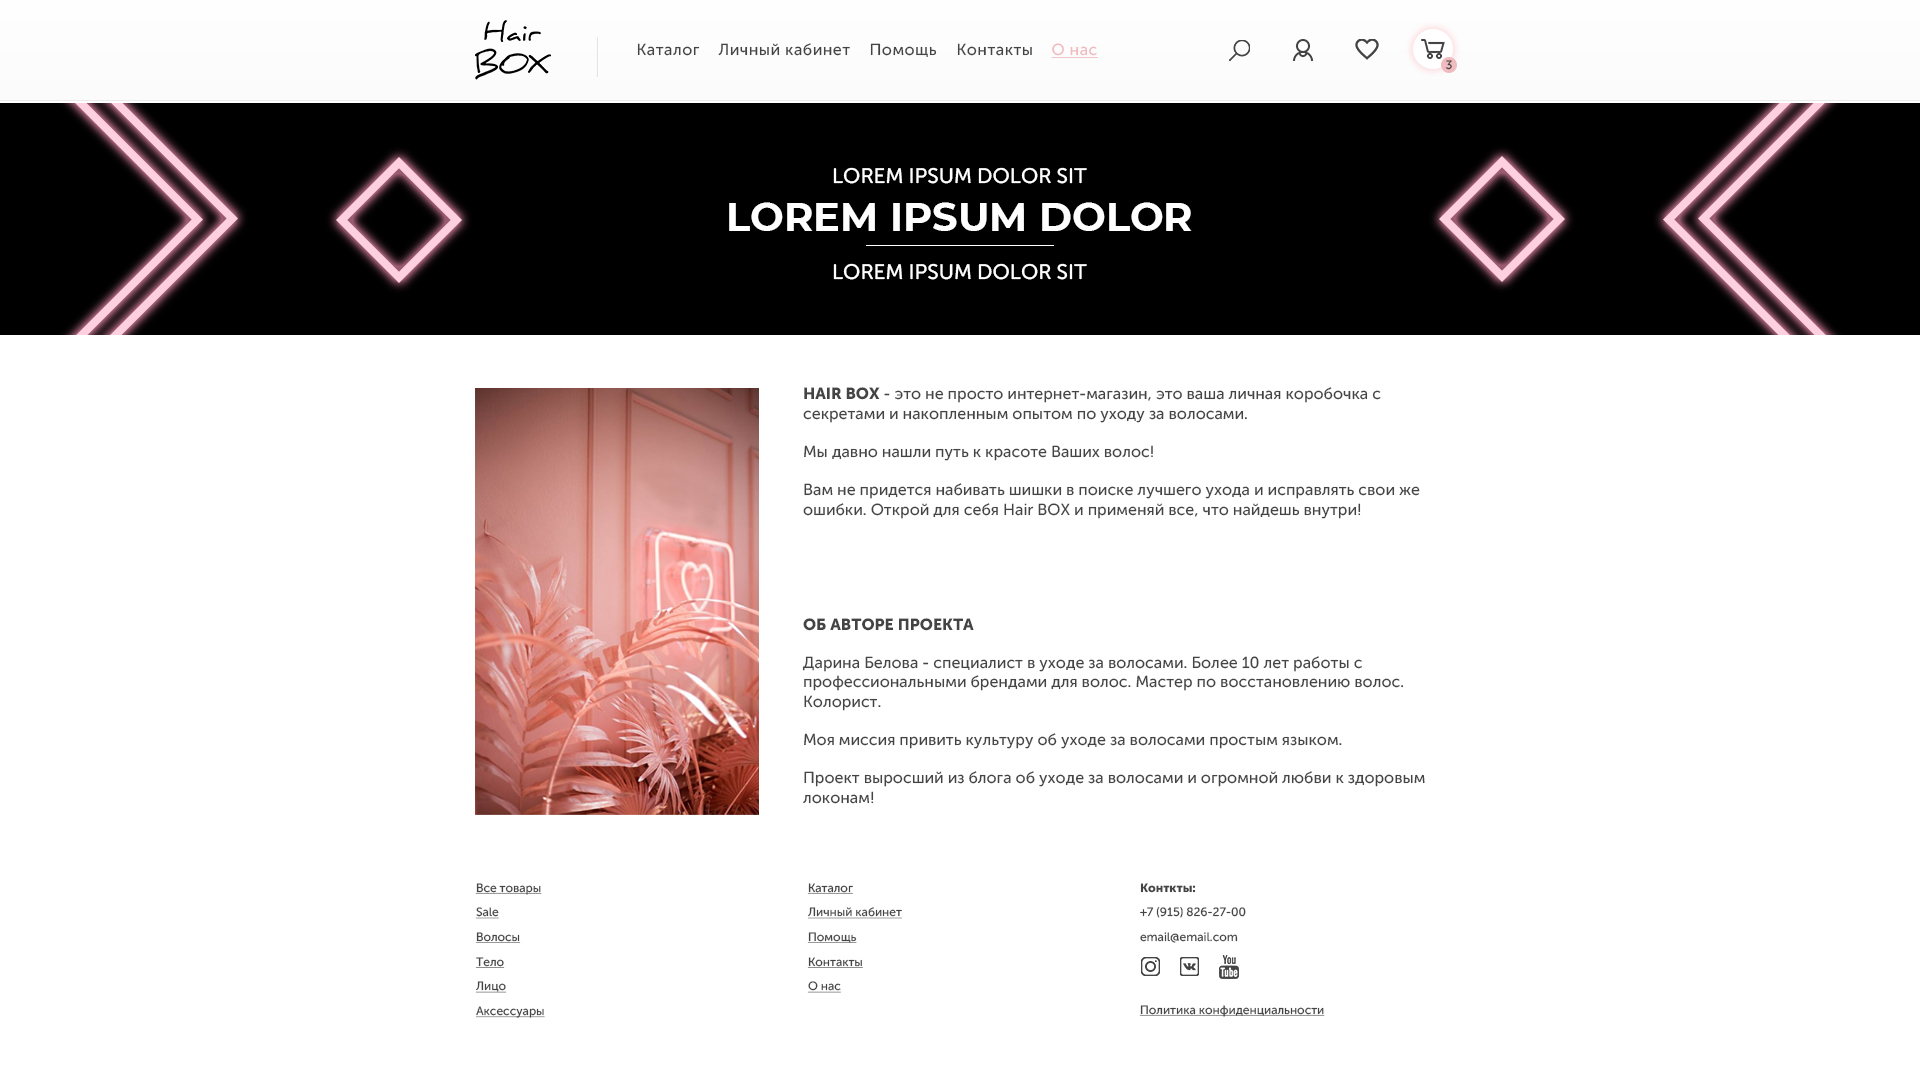 Hair
BOX
Каталог Личный кабинет Помощь Контакты О нас
3
LOREM IPSUM DOLOR SIT
LOREM IPSUM DOLOR
LOREM IPSUM DOLOR SIT
HAIR BOX - это не просто интернет-магазин, это ваша личная коробочка с
секретами и накопленным опытом по уходу за волосами.
Мы давно нашли путь к красоте Ваших волос!
Вам не придется набивать шишки в поиске лучшего ухода и исправлять свои же
ошибки. Открой для себя Hair BOX и применяй все, что найдешь внутри!
ОБ АВТОРЕ ПРОЕКТА
Дарина Белова - специалист в уходе за волосами. Более 10 лет работы с
профессиональными брендами для волос. Мастер по восстановлению волос.
Колорист.
Моя миссия привить культуру об уходе за волосами простым языком.
Проект выросший из блога об уходе за волосами и огромной любви к здоровым
локонам!
Все товары
Sale
Волосы
Тело
Лицо
Аксессуары
Каталог
Личный кабинет
Помощь
Контакты
О нас
Конткты:
+7 (915) 826-27-00
email@email.com
You
Tube
Политика конфиденциальности